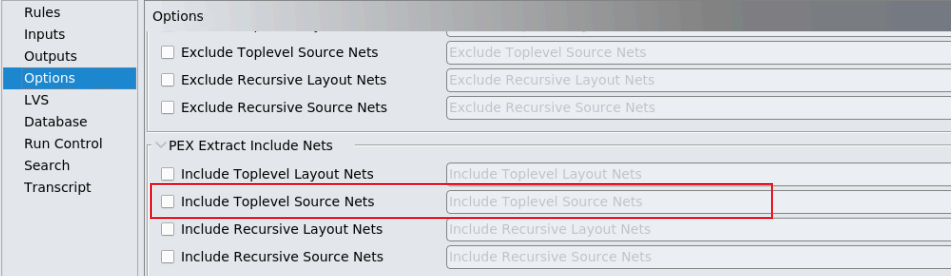 Rules
Inputs
Outputs
Options
LVS
Database
Run Control
Search
Transcript
Options
Exclude Toplevel Source Nets Exclude Toplevel Source Nets
Exclude Recursive Layout Nets Exclude Recursive Layout Nets
Exclude Recursive Source Nets Exclude Recursive Source Nets
PEX Extract Include Nets
Include Toplevel Layout Nets Include Toplevel Layout Nets
Include Toplevel Source Nets Include Toplevel Source Nets
Include Recursive Layout Nets Include Recursive Layout Nets
Include Recursive Source Nets Include Recursive Source Nets